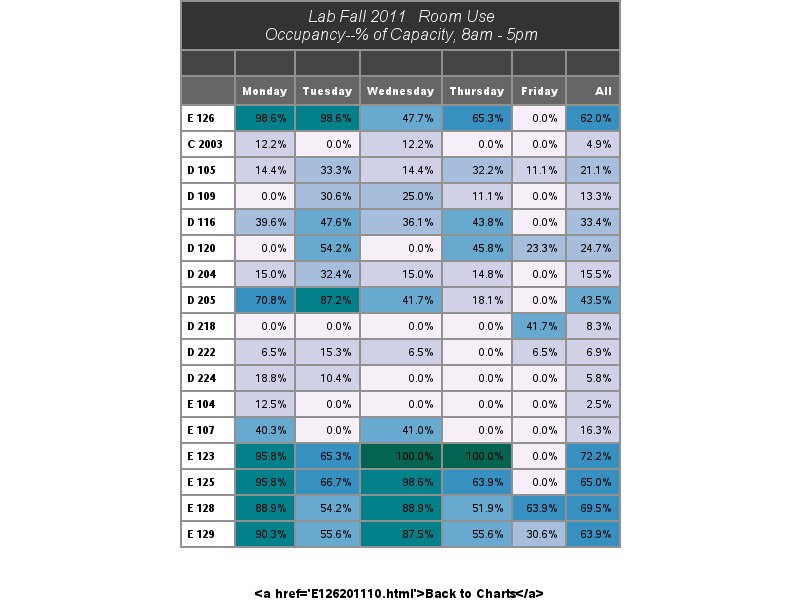 Lab Fall 2011 Room Use
Occupancy--% of Capacity, 8am - 5pm
Monday Tuesday Wednesday Thursday Friday All
E 126 98.6% 98.6% 47.7% 65.3% 0.0% 62.0%
C 2003 12.2% 0.0% 12.2% 0.0% 0.0% 4.9%
D 105 14.4% 33.3% 14.4% 32.2% 11.1% 21.1%
D 109 0.0% 30.6% 25.0% 11.1% 0.0% 13.3%
D 116 39.6% 47.6% 36.1% 43.8% 0.0% 33.4%
D 120 0.0% 54.2% 0.0% 45.8% 23.3% 24.7%
D 204 15.0% 32.4% 15.0% 14.8% 0.0% 15.5%
D 205 70.8% 87.2% 41.7% 18.1% 0.0% 43.5%
D 218 0.0% 0.0% 0.0% 0.0% 41.7% 8.3%
D 222 6.5% 15.3% 6.5% 0.0% 6.5% 6.9%
D 224 18.8% 10.4% 0.0% 0.0% 0.0% 5.8%
E 104 12.5% 0.0% 0.0% 0.0% 0.0% 2.5%
E 107 40.3% 0.0% 41.0% 0.0% 0.0% 16.3%
E 123 95.8% 65.3% 100.0% 100.0% 0.0% 72.2%
E 125 95.8% 66.7% 98.6% 63.9% 0.0% 65.0%
E 128 88.9% 54.2% 88.9% 51.9% 63.9% 69.5%
E 129 90.3% 55.6% 87.5% 55.6% 30.6% 63.9%
<a href='E126201110.html'>Back to Charts</a>